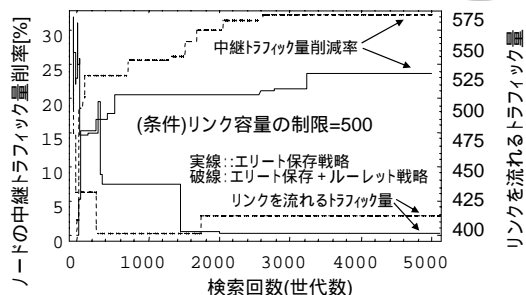 ノードの中継トラフィック量削減率[%]
30
25
20
15
10
5
0
中継トラフィック量削減率
(条件)リンク容量の制限=500
実線::エリート保存戦略
破線:エリート保存+ルーレット戦略
リンクを流れるトラフィック量
575
550
525
500
475
450
425
400
リンクを流れるトラフィック量
0 1000 2000 3000 4000 5000
検索回数(世代数)